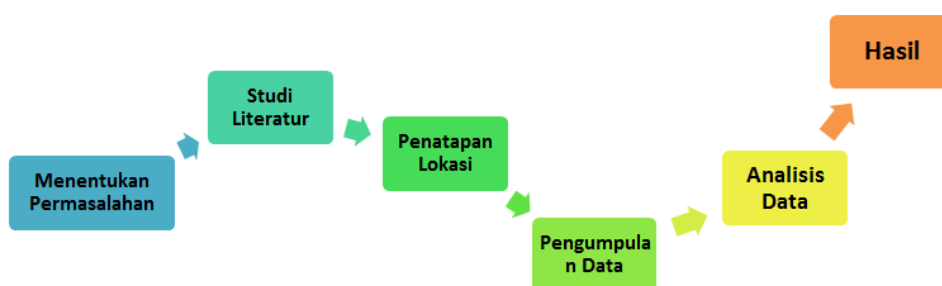 Menentukan
Permasalahan
Studi
Literatur
Penatapan
Lokasi
Pengumpula
n Data
Analisis
Data
Hasil